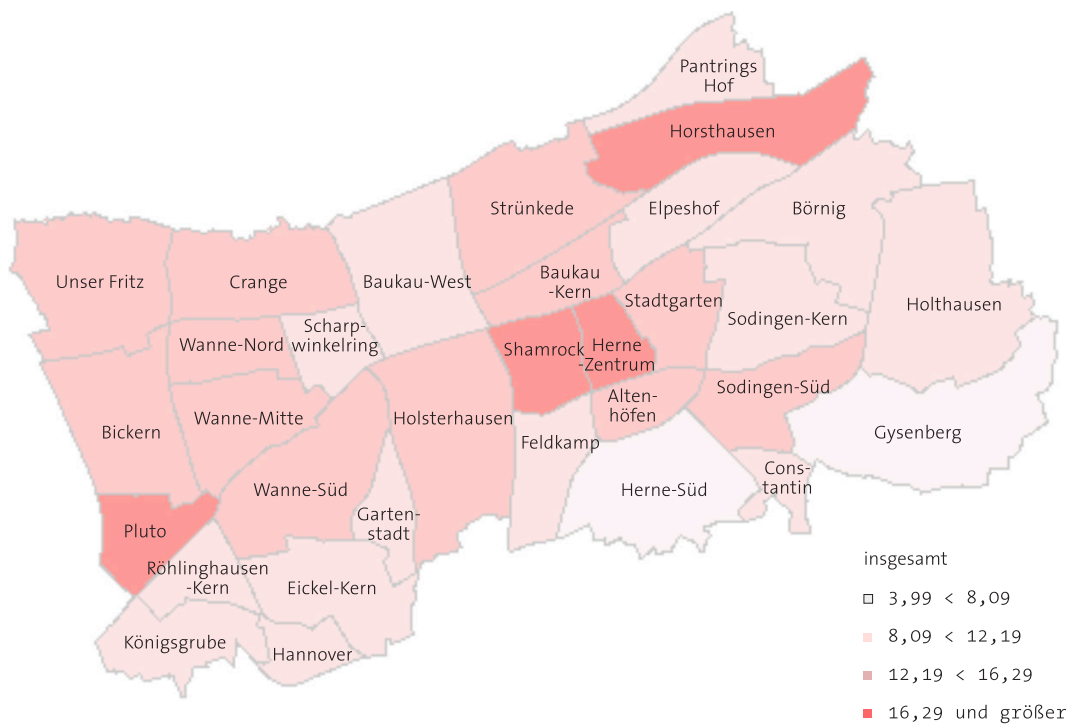 Pantrings
Hof
Horsthausen
Strünkede
Elpeshof
Börnig
Unser Fritz
Crange
Baukau-West
Baukau
-Kern
Stadtgarten
Holthausen
Scharp-
winkelring
Wanne-Nord
Sodingen-Kern
Shamrock
Herne
-Zentrum
Sodingen-Süd
Alten-
höfen
Wanne-Mitte
Holsterhausen
Bickern
Feldkamp
Gysenberg
Wanne-Süd
Herne-Süd
Cons-
tantin
Garten-
stadt
Pluto
Röhlinghausen
-Kern
Eickel-Kern
Königsgrube
Hannover
insgesamt
3,99 < 8,09
8,09 < 12,19
12,19 < 16,29
16,29 und größer